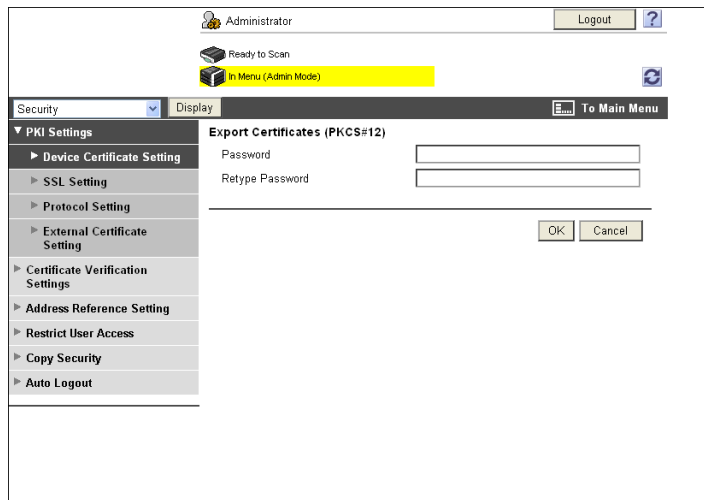 Administrator
Logout
?
Ready to Scan
In Menu (Admin Mode)
Security
Display
To Main Menu
PKI Settings
Device Certificate Setting
SSL Setting
Protocol Setting
External Certificate
Setting
Certificate Verification
Settings
Address Reference Setting
Restrict User Access
Copy Security
Auto Logout
Export Certificates (PKCS#12)
Password
Retype Password
OK
Cancel